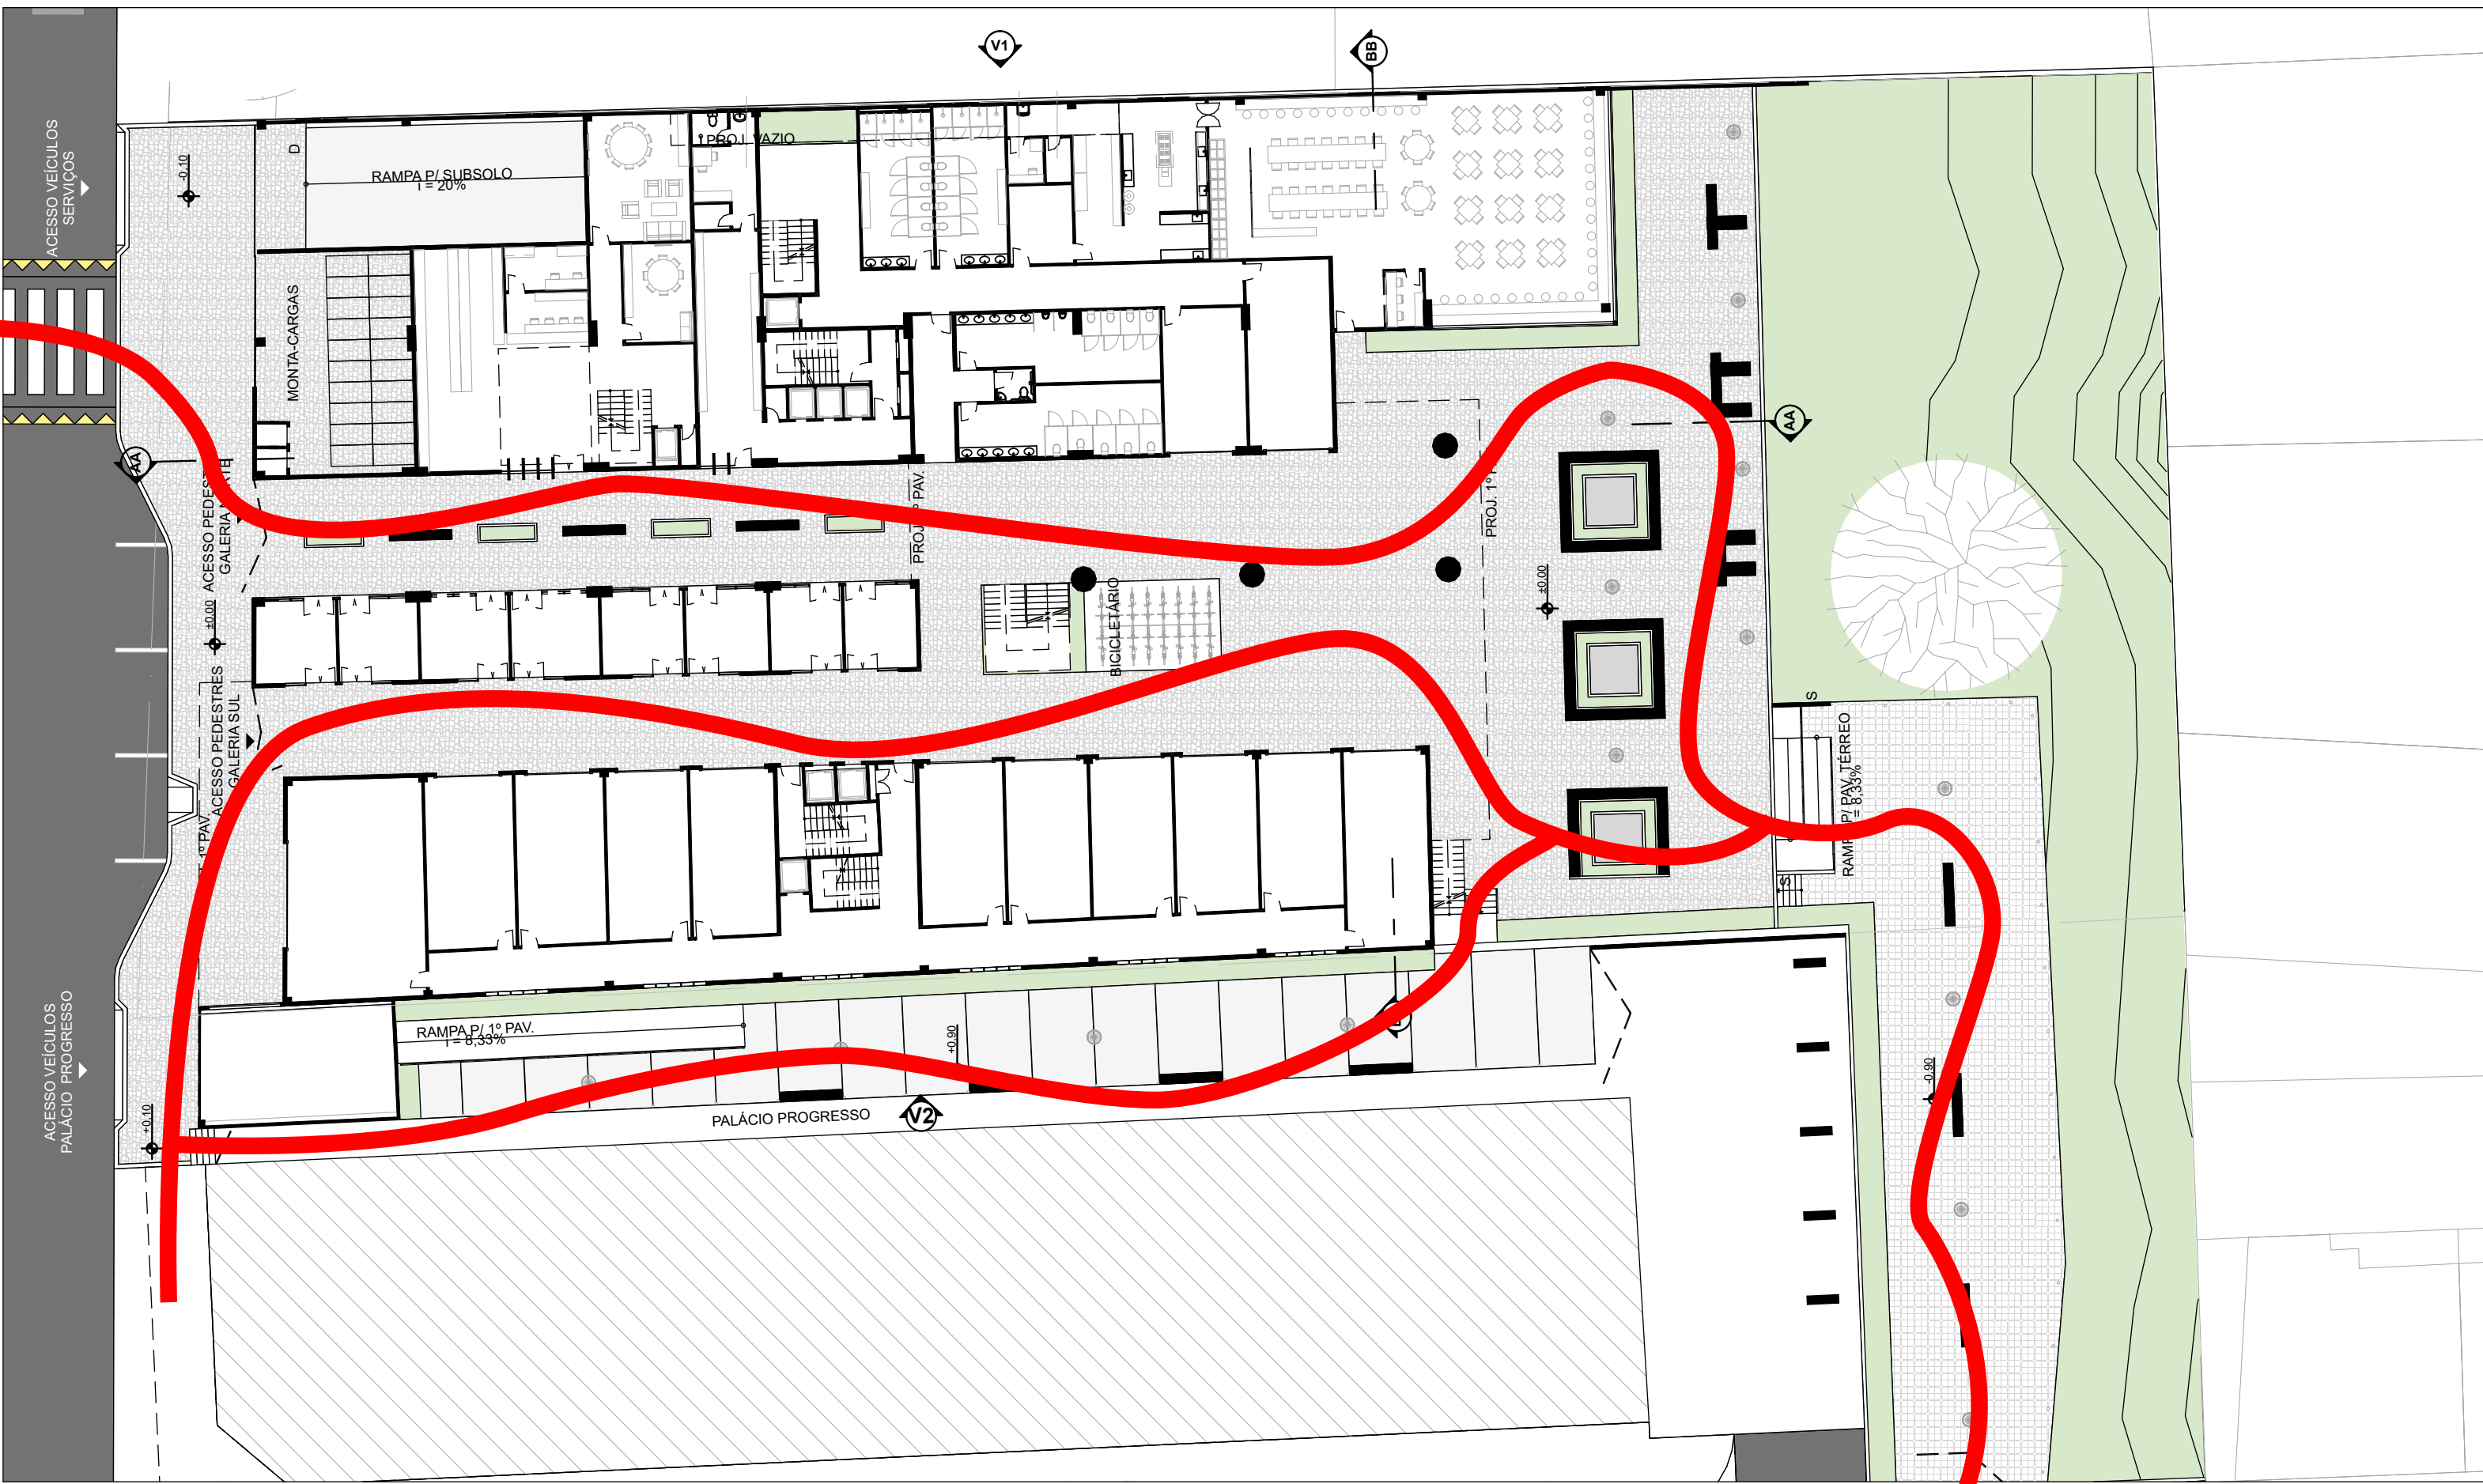 V1
BB
ACESSO VEÍCULOS
SERVIÇOS
-0.10
D
RAMPA P/ SUBSOLO
i = 20%
PROJ. VAZIO
MONTA-CARGAS
AA
AA
ACESSO PEDESTRES
GALERIA
±0.00
PROJ.
PAV.
PROJ. 1º
±0.00
BICICLETÁRIO
ACESSO PEDESTRES
GALERIA SUL
1º PAV.
S
RAMPA P/ PAV. TÉRREO
= 8,33%
S
ACESSO VEÍCULOS
PALÁCIO PROGRESSO
+0.10
RAMPA P/ 1º PAV.
i = 8,33%
+0.90
PALÁCIO PROGRESSO
V2
-0.90